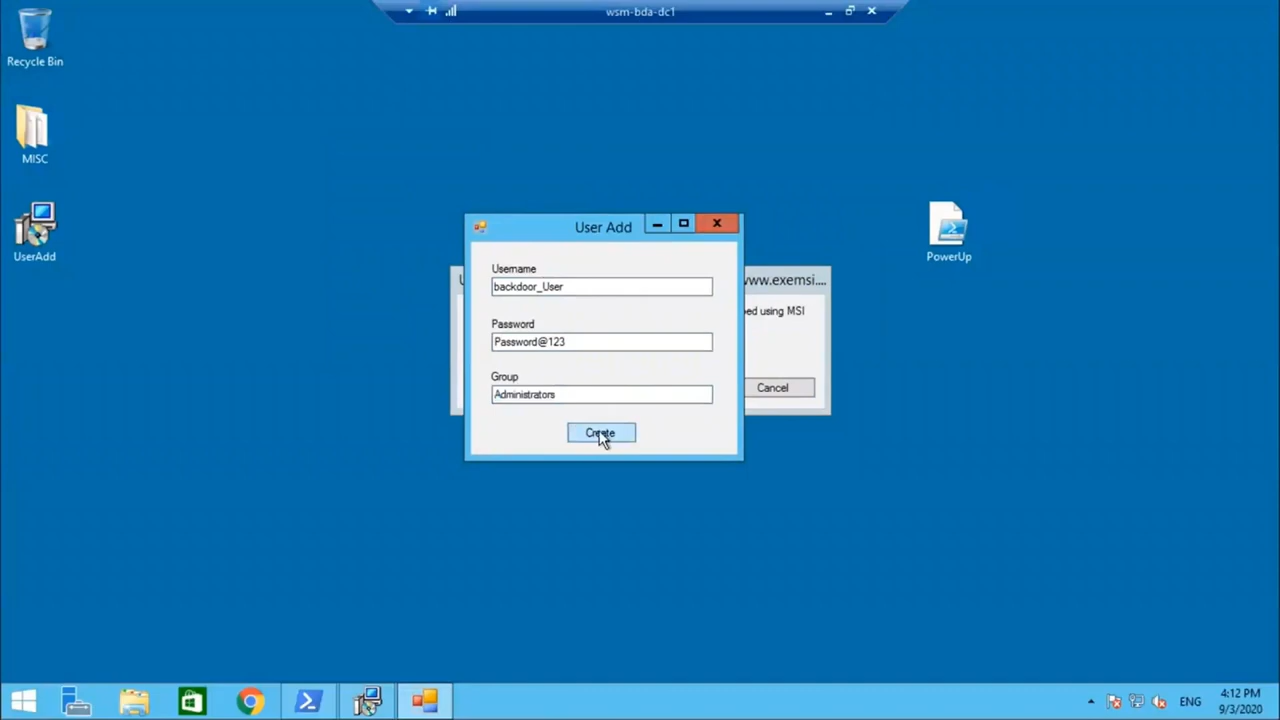 wsm-bda-dc1
Recycle Bin
MISC
UserAdd
PowerUp
User Add
Username
backdoor_User
Password
Password@123
Group
Administrators
Create
www.exemsi....
ed using MSI
Cancel
ENG
4:12 PM
9/3/2020